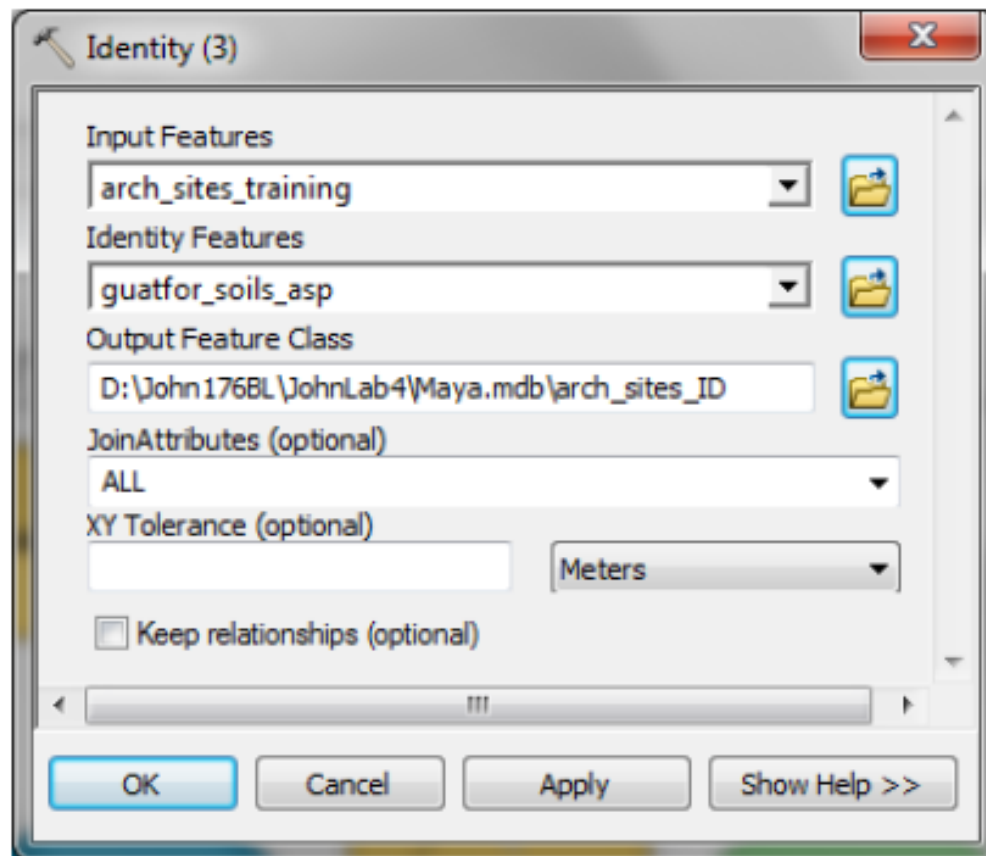 Identity (3)
Input Features
arch_sites_training
Identity Features
guatfor_soils_asp
Output Feature Class
D:\John176BL\JohnLab4\Maya.mdb\arch_sites_ID
JoinAttributes (optional)
ALL
XY Tolerance (optional)
Meters
Keep relationships (optional)
OK Cancel Apply Show Help >>